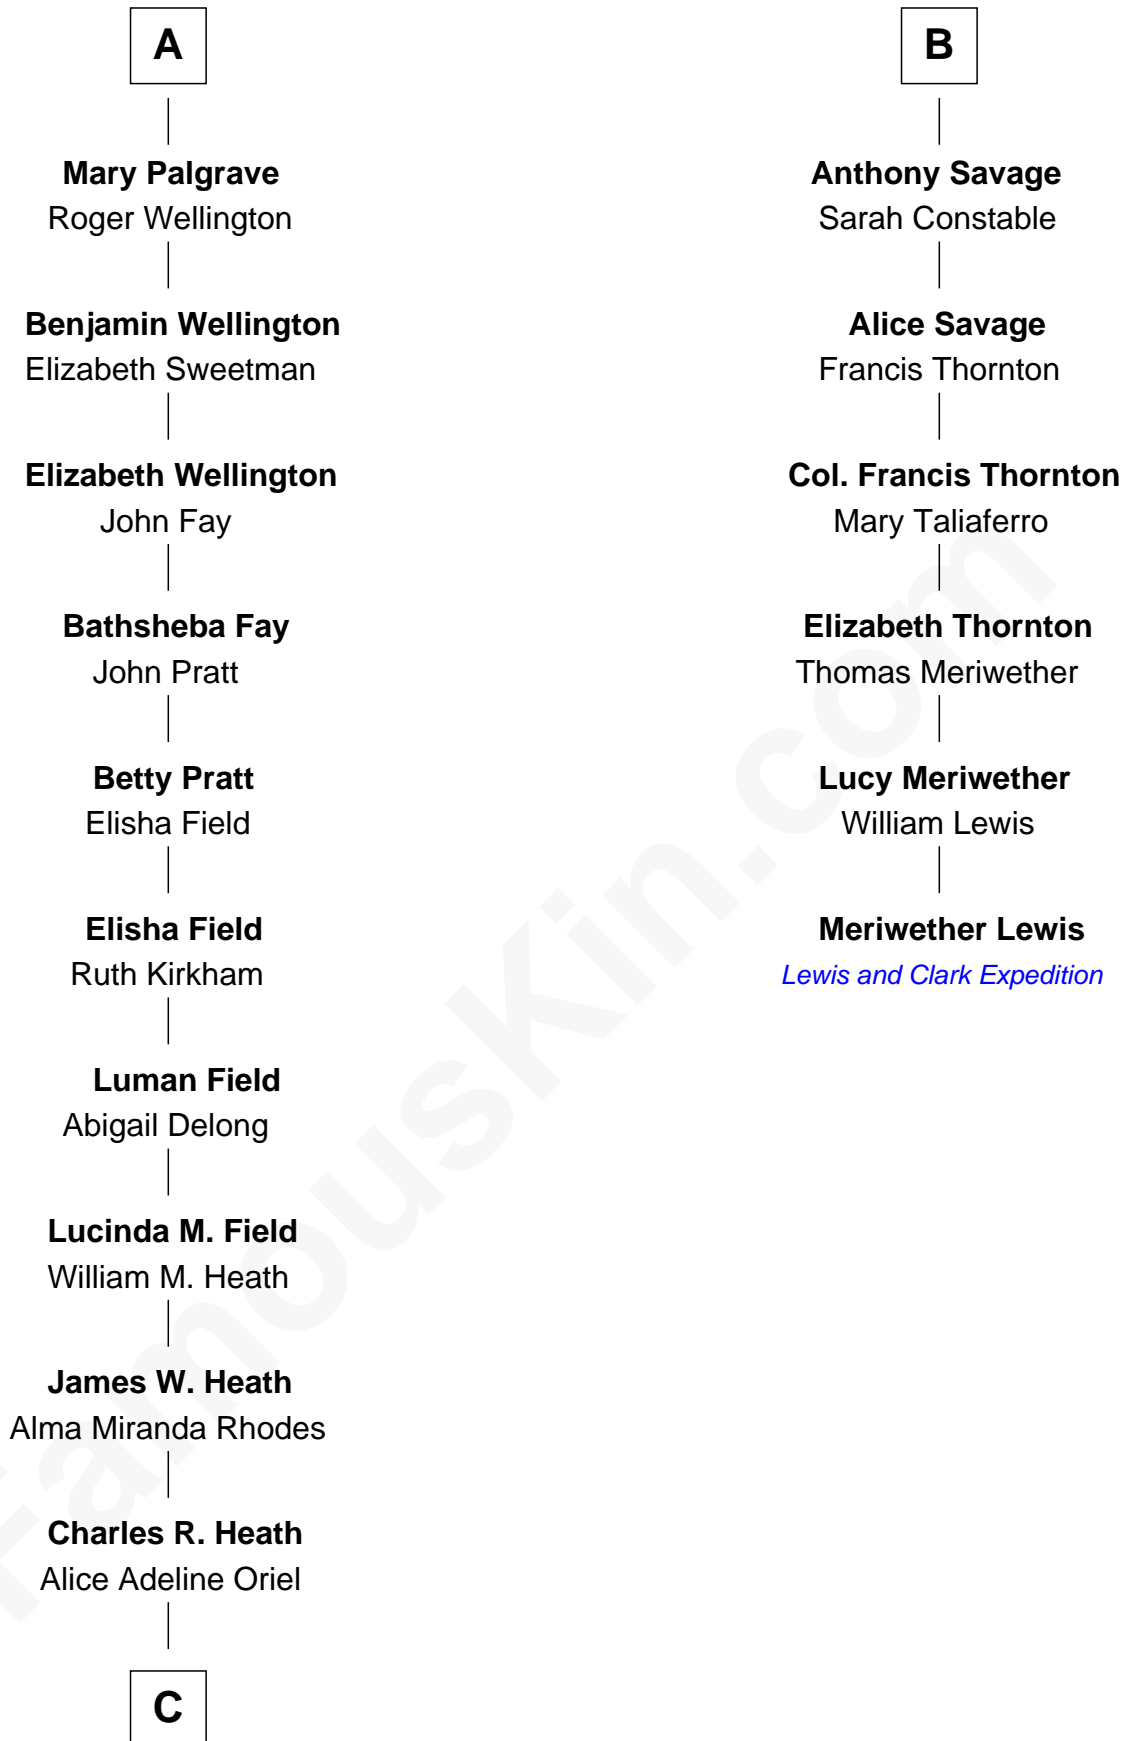 A
Mary Palgrave
Roger Wellington
Benjamin Wellington
Elizabeth Sweetman
Elizabeth Wellington
John Fay
Bathsheba Fay
John Pratt
Betty Pratt
Elisha Field
Elisha Field
Ruth Kirkham
Luman Field
Abigail Delong
Lucinda M. Field
William M. Heath
James W. Heath
Alma Miranda Rhodes
Charles R. Heath
Alice Adeline Oriel
C
B
Anthony Savage
Sarah Constable
Alice Savage
Francis Thornton
Col. Francis Thornton
Mary Taliaferro
Elizabeth Thornton
Thomas Meriwether
Lucy Meriwether
William Lewis
Meriwether Lewis
Lewis and Clark Expedition
FamousKin.com